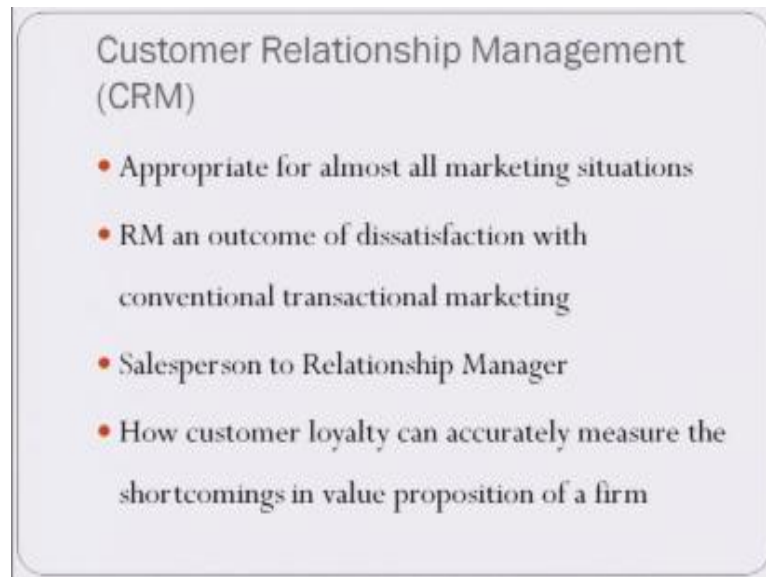 Customer Relationship Management
(CRM)
• Appropriate for almost all marketing situations
• RM an outcome of dissatisfaction with
conventional transactional marketing
• Salesperson to Relationship Manager
• How customer loyalty can accurately measure the
shortcomings in value proposition of a firm